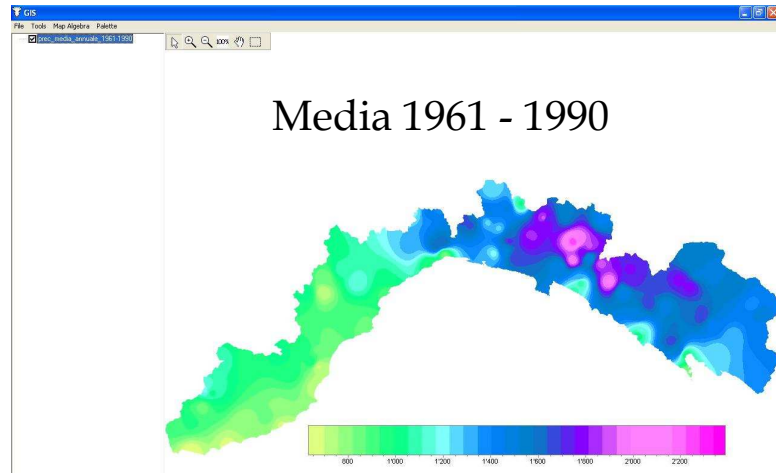 GIS
File Tools Map Algebra Palette
prec_media_annuale_1961-1990
100%
Media 1961 - 1990
800 1'000 1'200 1'400 1'600 1'800 2'000 2'200